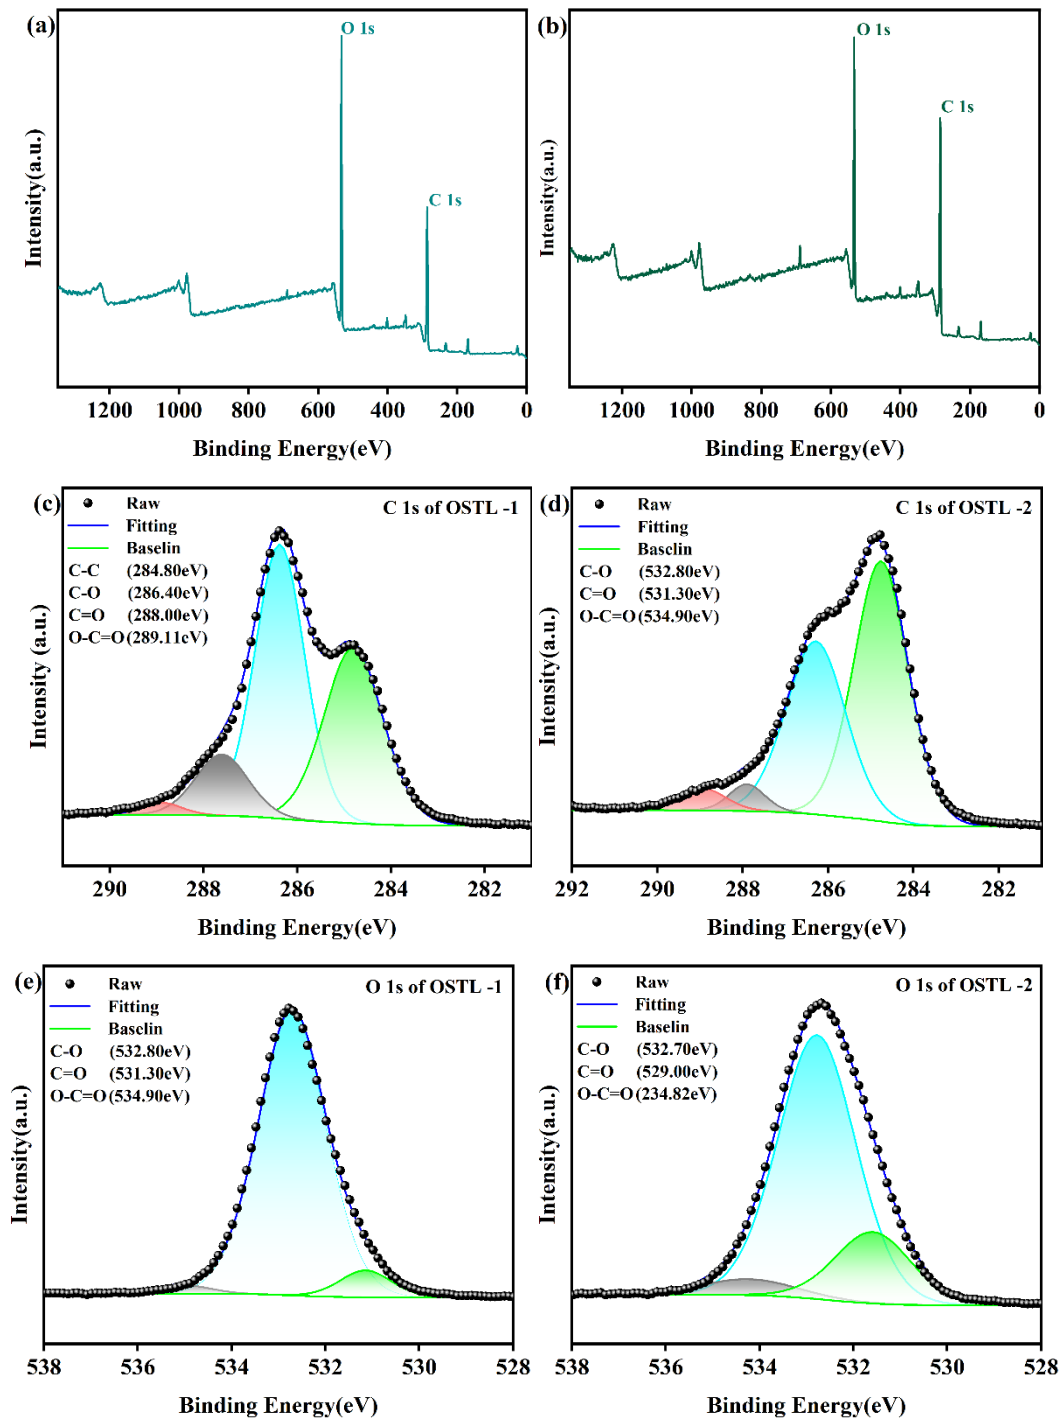 (a)
O 1s
C 1s
Intensity(a.u.)
1200 1000 800 600 400 200 0
Binding Energy(eV)
(b)
O 1s
C 1s
Intensity(a.u.)
1200 1000 800 600 400 200 0
Binding Energy(eV)
(c)
Raw
Fitting
Baselin
C-C (284.80eV)
C-O (286.40eV)
C=O (288.00eV)
O-C=O(289.11cV)
C 1s of OSTL -1
Intensity (a.u.)
290 288 286 284 282
Binding Energy(eV)
(d)
Raw
Fitting
Baselin
C-O (532.80eV)
C=O (531.30eV)
O-C=O(534.90eV)
C 1s of OSTL -2
Intensity (a.u.)
292 290 288 286 284 282
Binding Energy(eV)
(e)
Raw
Fitting
Baselin
C-O (532.80eV)
C=O (531.30eV)
O-C=O(534.90eV)
O 1s of OSTL -1
Intensity(a.u.)
538 536 534 532 530 528
Binding Energy(eV)
(f)
Raw
Fitting
Baselin
C-O (532.70eV)
C=O (529.00eV)
O-C=O(234.82eV)
O 1s of OSTL -2
Intensity(a.u.)
538 536 534 532 530 528
Binding Energy(eV)